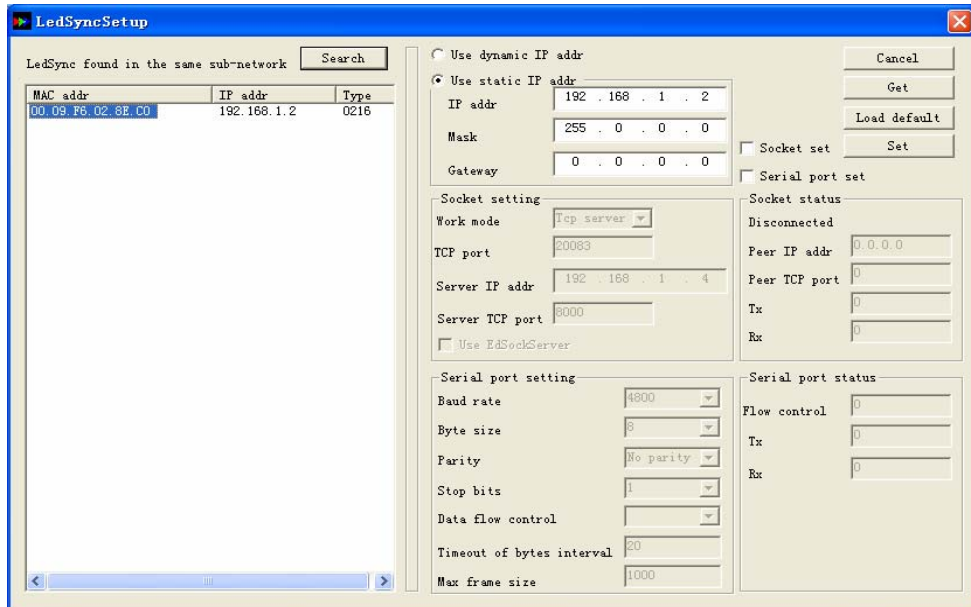 LedSyncSetup
LedSync found in the same sub-network
Search
MAC addr IP addr Type
00.09.F6.02.8E.C0 192.168.1.2 0216
Use dynamic IP addr
Use static IP addr
IP addr 192 . 168 . 1 . 2
Mask 255 . 0 . 0 . 0
Gateway 0 . 0 . 0 . 0
Cancel
Get
Load default
Set
Socket set
Serial port set
Socket setting
Work mode Tcp server
TCP port 20083
Server IP addr 192 . 168 . 1 . 4
Server TCP port 8000
Use EdSockServer
Socket status
Disconnected
Peer IP addr 0.0.0.0
Peer TCP port 0
Tx 0
Rx 0
Serial port setting
Baud rate 4800
Byte size 8
Parity No parity
Stop bits 1
Data flow control
Timeout of bytes interval 20
Max frame size 1000
Serial port status
Flow control 0
Tx 0
Rx 0